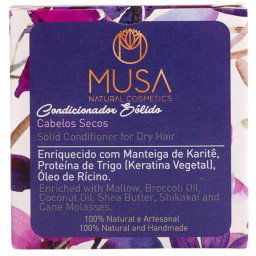 MUSA
NATURAL COSMETICS
Condicionador Sólido
Cabelos Secos
Solid Conditioner for Dry Hair
Enriquecido com Manteiga de Karitê,
Proteína de Trigo (Keratina Vegetal),
Óleo de Rícino.
Enriched with Mallow, Broccoli Oil,
Coconut Oil, Shea Butter, Shikakai and
Cane Molasses.
100% Natural e Artesanal
100% Natural and Handmade